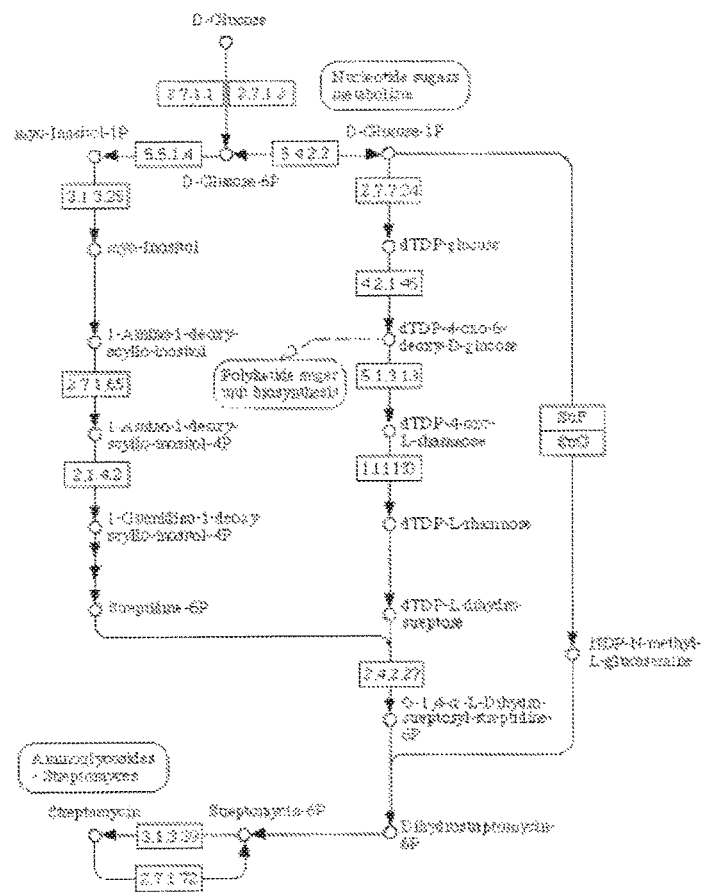 D-Glucose
Nucleotide sugars
metabolism
2.7.1.1
2.7.1.2
myo-Inositol-1P
D-Glucose-1P
5.5.1.4
5.4.2.2
D-Glucose-6P
3.1.3.25
2.7.7.24
myo-Inositol
dTDP-glucose
4.2.1.46
1-Amino-1-deoxy-
scyllo-inositol
dTDP-4-oxo-6-
deoxy-D-glucose
Polyketide sugar
unit biosynthesis
2.7.1.65
5.1.3.13
1-Amino-1-deoxy-
scyllo-inositol-4P
dTDP-4-oxo-
L-rhamnose
StrP
StrQ
2.1.4.2
1.1.1.133
1-Guanidino-1-deoxy
scyllo-inositol-4P
dTDP-L-rhamnose
Streptidine-6P
dTDP-L-dihydro
streptose
NDP-N-methyl-
L-glucosamine
2.4.2.27
O-1,4-α-L-Dihydro
streptosyl-streptidine-
6P
Aminoglycosides
- Streptomyces
Streptomycin
Streptomycin-6P
3.1.3.39
Dihydrostreptomycin-
6P
2.7.1.72